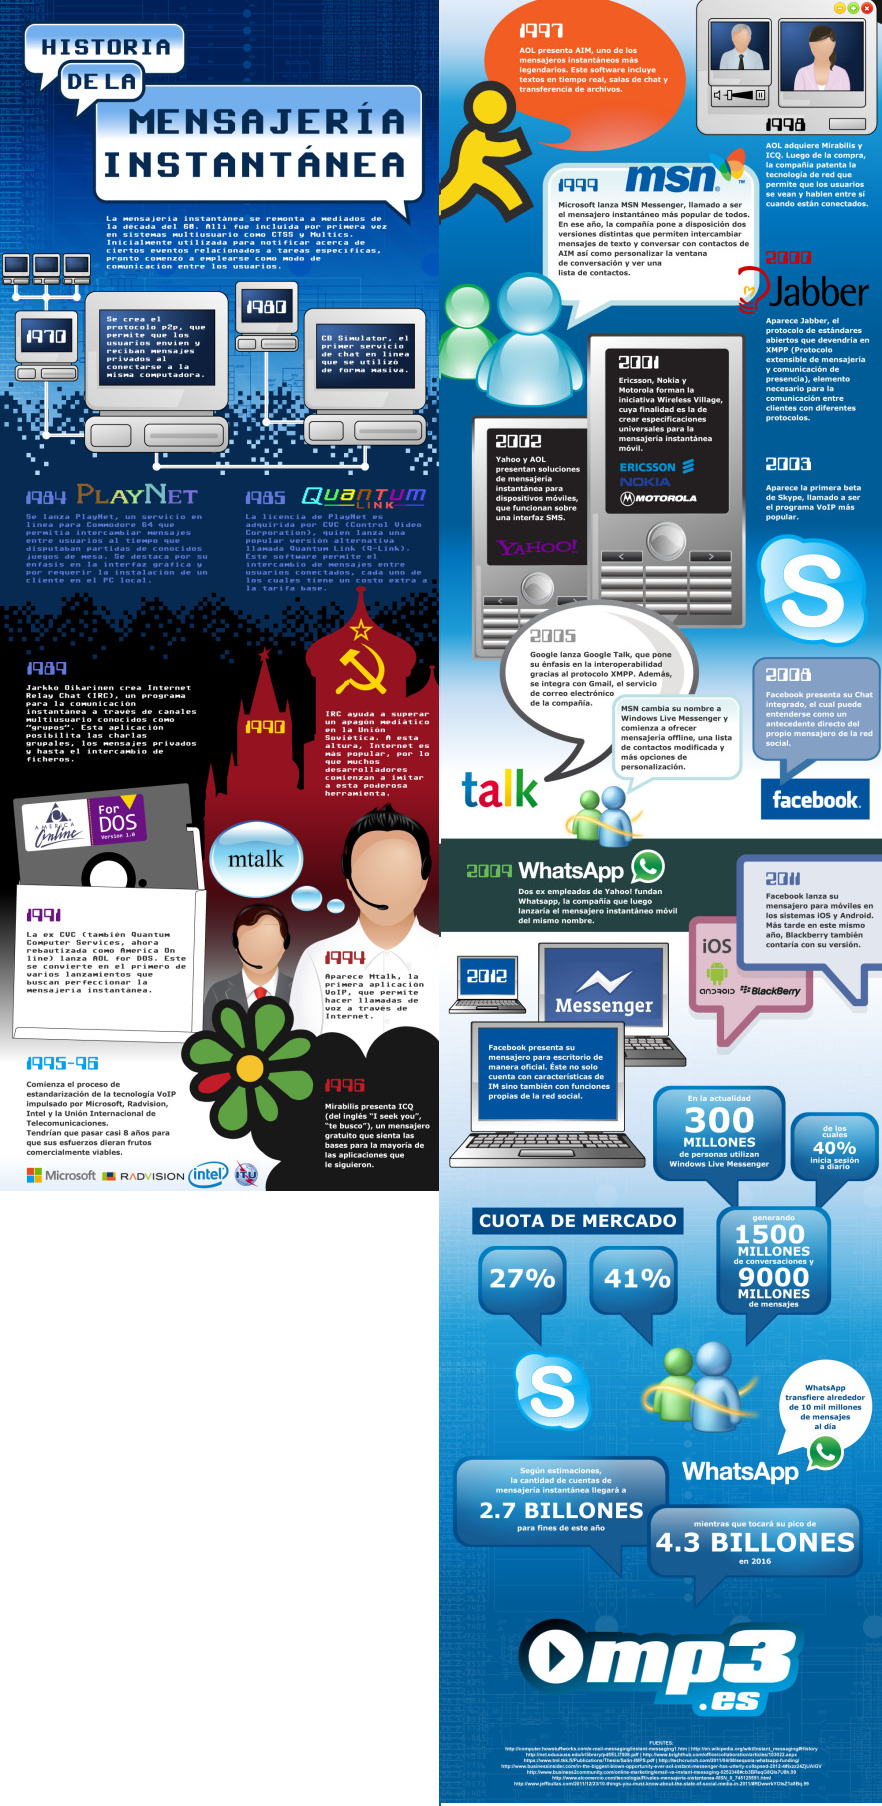 HISTORIA
DE LA
MENSAJERÍA
INSTANTÁNEA
La mensajería instantánea se remonta a mediados de
la década del 60. Allí fue incluida por primera vez
en sistemas multiusuario como CTSS y Multics.
Inicialmente utilizada para notificar acerca de
ciertos eventos relacionados a tareas específicas,
pronto comenzó a emplearse como modo de
comunicación entre los usuarios.
1970
Se crea el
protocolo p2p, que
permite que los
usuarios envien y
reciban mensajes
privados al
conectarse a la
misma computadora.
1980
CB Simulator, el
primer servicio
de chat en línea
que se utilizó
de forma masiva.
1984 PLAYNET
Se lanza PlayNet, un servicio en
línea para Commodore 64 que
permitía intercambiar mensajes
entre usuarios al tiempo que
disputaban partidas de conocidos
juegos de mesa. Se destaca por su
énfasis en la interfaz gráfica y
por requerir la instalación de un
cliente en el PC local.
1985 Quantum
LINK
La licencia de PlayNet es
adquirida por CVC (Control Video
Corporation), quien lanza una
popular versión alternativa
llamada Quantum Link (Q-Link).
Este software permite el
intercambio de mensajes entre
usuarios conectados, cada uno de
los cuales tiene un costo extra a
la tarifa base.
1989
Jarkko Oikarinen crea Internet
Relay Chat (IRC), un programa
para la comunicación
instantánea a través de canales
multiusuario conocidos como
"grupos". Esta aplicación
posibilita las charlas
grupales, los mensajes privados
y hasta el intercambio de
ficheros.
1990
IRC ayuda a superar
un apagón mediático
en la Unión
Soviética. A esta
altura, Internet es
más popular, por lo
que muchos
desarrolladores
comienzan a imitar
a esta poderosa
herramienta.
AMERICA
Online
For
DOS
Version 1.0
mtalk
1991
La ex CVC (también Quantum
Computer Services, ahora
rebautizada como America On
line) lanza AOL for DOS. Este
se convierte en el primero de
varios lanzamientos que
buscan perfeccionar la
mensajería instantánea.
1994
Aparece Mtalk, la
primera aplicación
VoIP, que permite
hacer llamadas de
voz a través de
Internet.
1995-96
Comienza el proceso de
estandarización de la tecnología VoIP
impulsado por Microsoft, Radvision,
Intel y la Unión Internacional de
Telecomunicaciones.
Tendrían que pasar casi 8 años para
que sus esfuerzos dieran frutos
comercialmente viables.
Microsoft RADVISION intel ITU
1996
Mirabilis presenta ICQ
(del inglés "I seek you",
"te busco"), un mensajero
gratuito que sienta las
bases para la mayoría de
las aplicaciones que
le siguieron.
1997
AOL presenta AIM, uno de los
mensajeros instantáneos más
legendarios. Este software incluye
textos en tiempo real, salas de chat y
transferencia de archivos.
1998
AOL adquiere Mirabilis y
ICQ. Luego de la compra,
la compañía patenta la
tecnología de red que
permite que los usuarios
se vean y hablen entre sí
cuando están conectados.
1999 msn
Microsoft lanza MSN Messenger, llamado a ser
el mensajero instantáneo más popular de todos.
En ese año, la compañía pone a disposición dos
versiones distintas que permiten intercambiar
mensajes de texto y conversar con contactos de
AIM así como personalizar la ventana
de conversación y ver una
lista de contactos.
2000
Jabber
Aparece Jabber, el
protocolo de estándares
abiertos que devendría en
XMPP (Protocolo
extensible de mensajería
y comunicación de
presencia), elemento
necesario para la
comunicación entre
clientes con diferentes
protocolos.
2001
Ericsson, Nokia y
Motorola forman la
iniciativa Wireless Village,
cuya finalidad es la de
crear especificaciones
universales para la
mensajería instantánea
móvil.
ERICSSON
NOKIA
MOTOROLA
2002
Yahoo y AOL
presentan soluciones
de mensajería
instantánea para
dispositivos móviles,
que funcionan sobre
una interfaz SMS.
YAHOO!
2003
Aparece la primera beta
de Skype, llamado a ser
el programa VoIP más
popular.
S
2005
Google lanza Google Talk, que pone
su énfasis en la interoperabilidad
gracias al protocolo XMPP. Además,
se integra con Gmail, el servicio
de correo electrónico
de la compañía.
talk
MSN cambia su nombre a
Windows Live Messenger y
comienza a ofrecer
mensajería offline, una lista
de contactos modificada y
más opciones de
personalización.
2008
Facebook presenta su Chat
integrado, el cual puede
entenderse como un
antecedente directo del
propio mensajero de la red
social.
facebook.
2009 WhatsApp
Dos ex empleados de Yahoo! fundan
Whatsapp, la compañía que luego
lanzaría el mensajero instantáneo móvil
del mismo nombre.
2011
Facebook lanza su
mensajero para móviles en
los sistemas iOS y Android.
Más tarde en este mismo
año, Blackberry también
contaría con su versión.
iOS
ANDROID BlackBerry
2012
Messenger
Facebook presenta su
mensajero para escritorio de
manera oficial. Éste no solo
cuenta con características de
IM sino también con funciones
propias de la red social.
En la actualidad
300
MILLONES
de personas utilizan
Windows Live Messenger
de los
cuales
40%
inicia sesión
a diario
generando
1500
MILLONES
de conversaciones y
9000
MILLONES
de mensajes
CUOTA DE MERCADO
27%
41%
S
WhatsApp
transfiere alrededor
de 10 mil millones
de mensajes
al día
WhatsApp
Según estimaciones,
la cantidad de cuentas de
mensajería instantánea llegará a
2.7 BILLONES
para fines de este año
mientras que tocará su pico de
4.3 BILLONES
en 2016
mp3
.es
FUENTES: